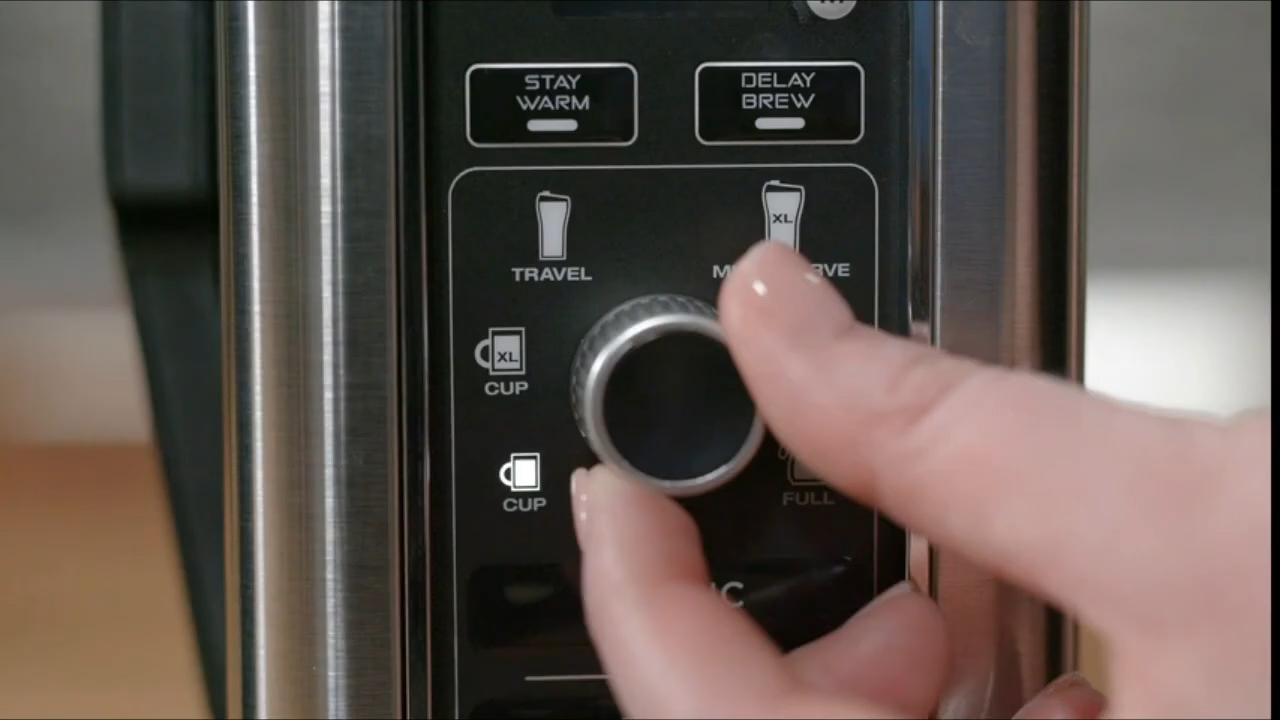 STAY
WARM
DELAY
BREW
XL
TRAVEL
XL
CUP
CUP
FULL